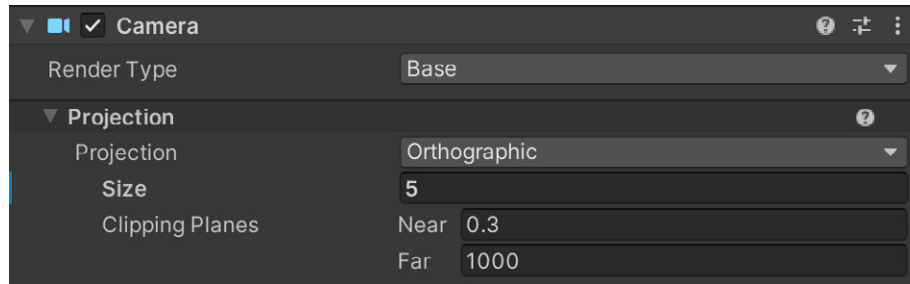 Camera
Render Type Base
Projection
Projection Orthographic
Size 5
Clipping Planes Near 0.3
Far 1000